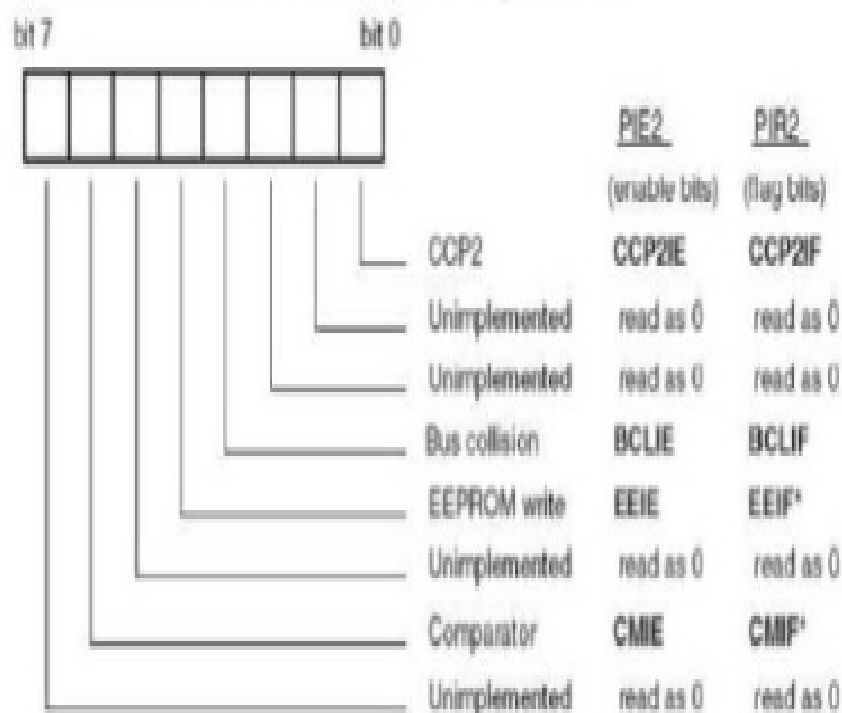 bit 7 bit 0
PIE2 PIR2
(enable bits) (flag bits)
CCP2 CCP2IE CCP2IF
Unimplemented read as 0 read as 0
Unimplemented read as 0 read as 0
Bus collision BCLIE BCLIF
EEPROM write EEIE EEIF*
Unimplemented read as 0 read as 0
Comparator CMIE CMIF*
Unimplemented read as 0 read as 0